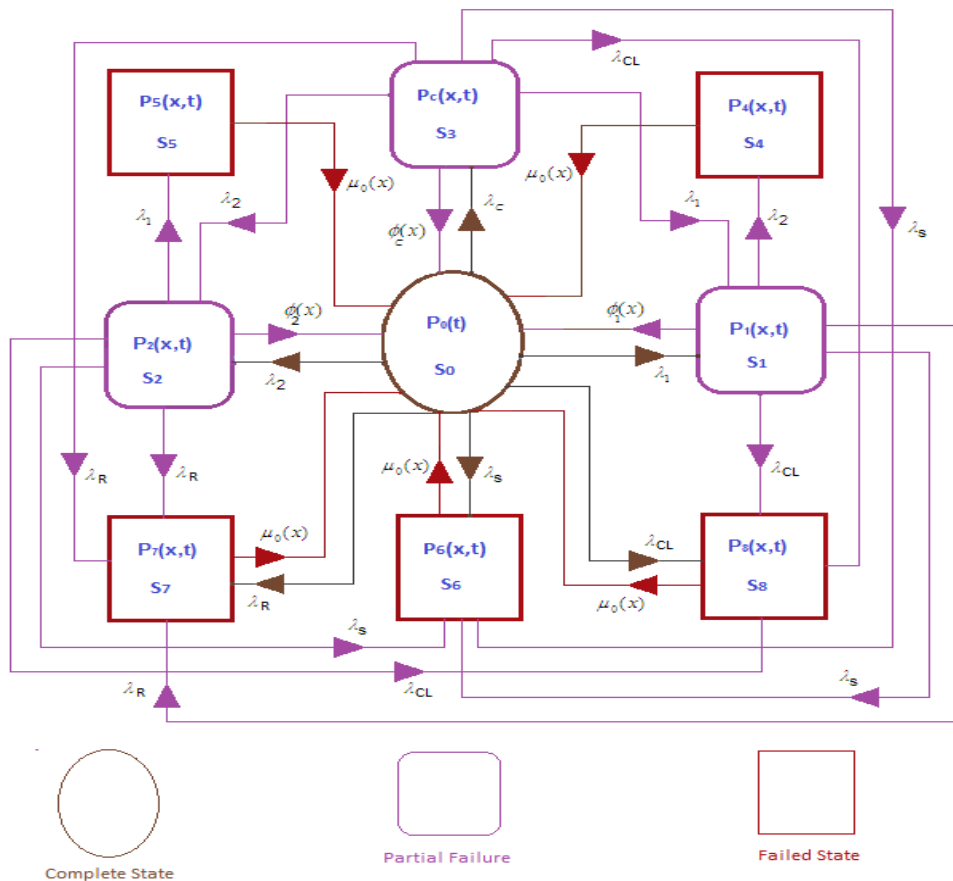 λCL
P5(x,t)
S5
Pc(x,t)
S3
P4(x,t)
S4
μ0(x)
μ0(x)
λ1
λ2
ϕc(x)
λc
λ1
λ2
λs
P2(x,t)
S2
ϕ2(x)
λ2
P0(t)
S0
ϕ1(x)
λ1
P1(x,t)
S1
λR
λR
μ0(x)
λs
λCL
P7(x,t)
S7
μ0(x)
λR
P6(x,t)
S6
λCL
μ0(x)
P8(x,t)
S8
λs
λR
λCL
λs
Complete State
Partial Failure
Failed State